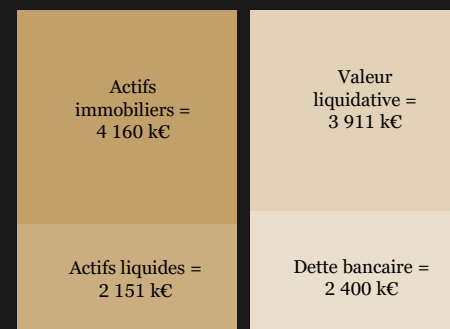 Actifs
immobiliers =
4 160 k€
Actifs liquides =
2 151 k€
Valeur
liquidative =
3 911 k€
Dette bancaire =
2 400 k€